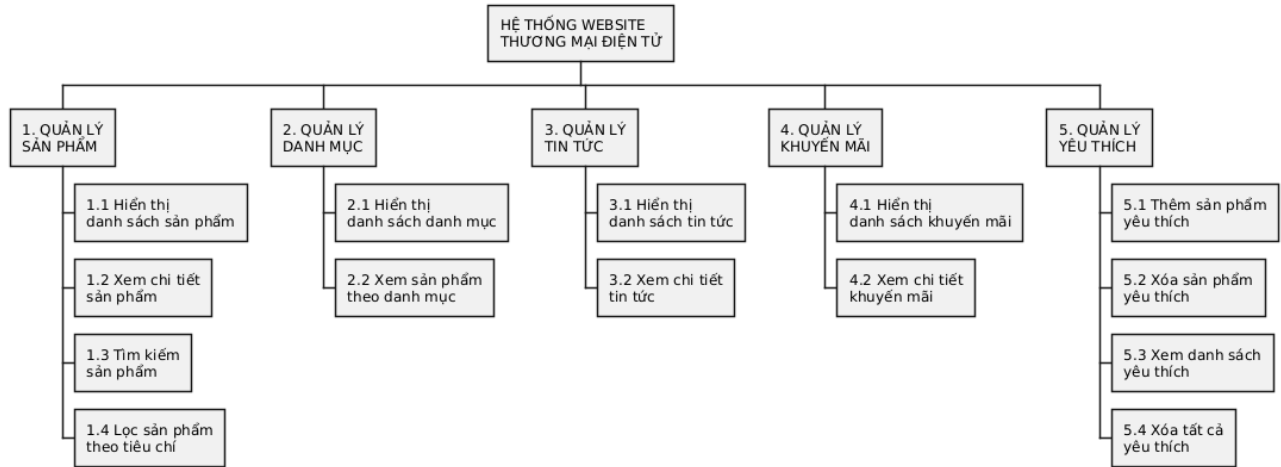 HỆ THỐNG WEBSITE
THƯƠNG MẠI ĐIỆN TỬ
1. QUẢN LÝ
SẢN PHẨM
1.1 Hiển thị
danh sách sản phẩm
1.2 Xem chi tiết
sản phẩm
1.3 Tìm kiếm
sản phẩm
1.4 Lọc sản phẩm
theo tiêu chí
2. QUẢN LÝ
DANH MỤC
2.1 Hiển thị
danh sách danh mục
2.2 Xem sản phẩm
theo danh mục
3. QUẢN LÝ
TIN TỨC
3.1 Hiển thị
danh sách tin tức
3.2 Xem chi tiết
tin tức
4. QUẢN LÝ
KHUYẾN MÃI
4.1 Hiển thị
danh sách khuyến mãi
4.2 Xem chi tiết
khuyến mãi
5. QUẢN LÝ
YÊU THÍCH
5.1 Thêm sản phẩm
yêu thích
5.2 Xóa sản phẩm
yêu thích
5.3 Xem danh sách
yêu thích
5.4 Xóa tất cả
yêu thích